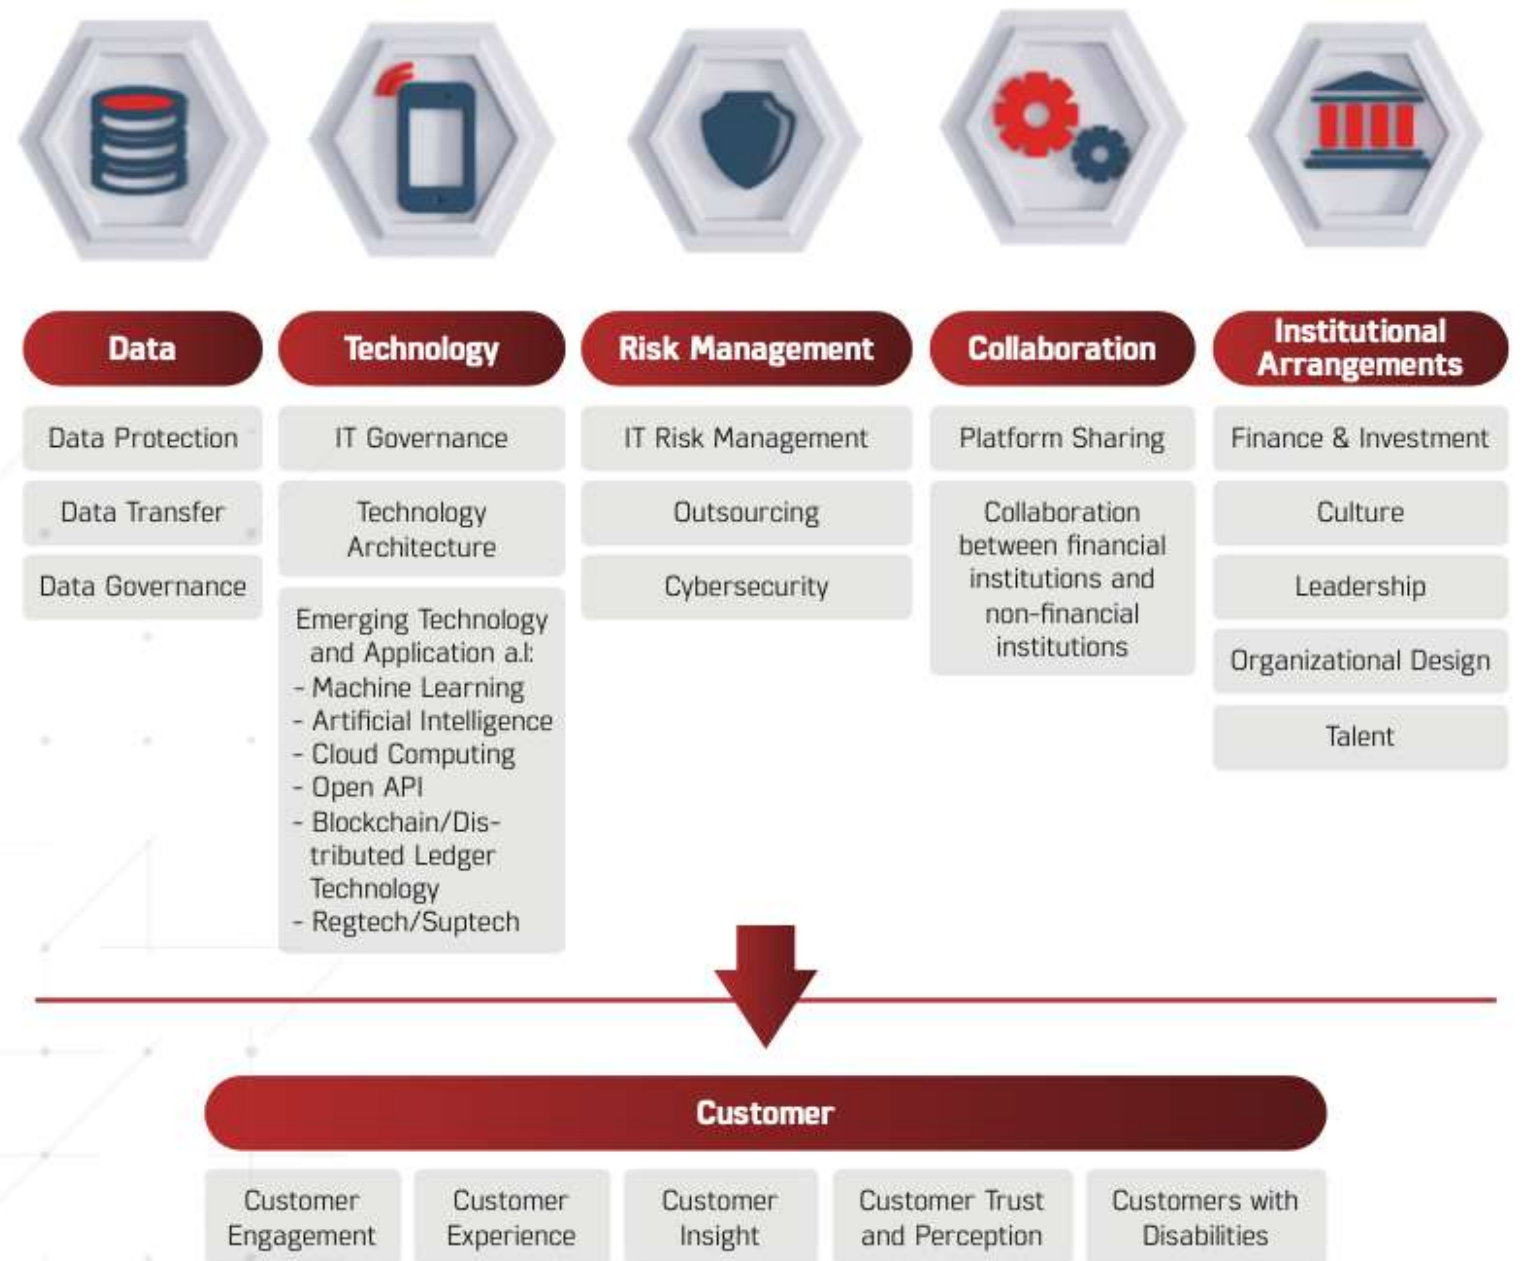 Data
Data Protection
Data Transfer
Data Governance
Technology
IT Governance
Technology
Architecture
Emerging Technology
and Application a.l:
- Machine Learning
- Artificial Intelligence
- Cloud Computing
- Open API
- Blockchain/Dis-
tributed Ledger
Technology
- Regtech/Suptech
Risk Management
IT Risk Management
Outsourcing
Cybersecurity
Collaboration
Platform Sharing
Collaboration
between financial
institutions and
non-financial
institutions
Institutional
Arrangements
Finance & Investment
Culture
Leadership
Organizational Design
Talent
Customer
Customer
Engagement
Customer
Experience
Customer
Insight
Customer Trust
and Perception
Customers with
Disabilities